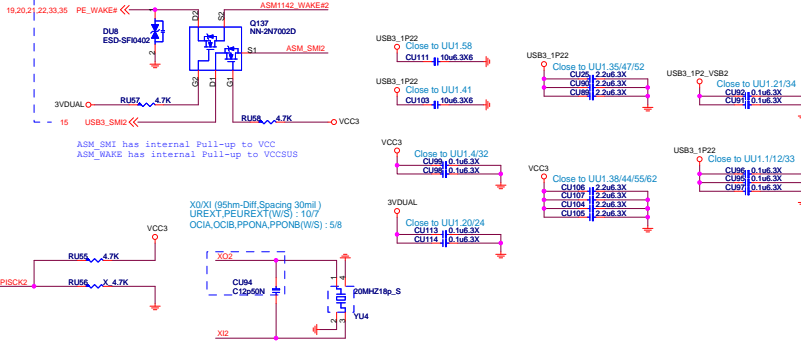 19,20,21,22,33,35 PE_WAKE#
D2
S2
ASM1142_WAKE#2
DU8
ESD-SFI0402
2
Q137
NN-2N7002D
S1
ASM_SMI2
G2
D1
G1
3VDUAL
RU57
4.7K
15 USB3_SMI2
RU58
4.7K
VCC3
ASM_SMI has internal Pull-up to VCC
ASM_WAKE has internal Pull-up to VCCSUS
USB3_1P22
Close to UU1.58
CU111 10u6.3X6
USB3_1P22
Close to UU1.41
CU103 10u6.3X6
USB3_1P22
Close to UU1.35/47/52
CU25 2.2u6.3X
CU90 2.2u6.3X
CU89 2.2u6.3X
USB3_1P2_VSB2
Close to UU1.21/34
CU92 0.1u6.3X
CU91 0.1u6.3X
VCC3
Close to UU1.4/32
CU99 0.1u6.3X
CU98 0.1u6.3X
VCC3
Close to UU1.38/44/55/62
CU106 2.2u6.3X
CU107 2.2u6.3X
CU104 2.2u6.3X
CU105 2.2u6.3X
USB3_1P22
Close to UU1.1/12/33
CU96 0.1u6.3X
CU95 0.1u6.3X
CU97 0.1u6.3X
3VDUAL
Close to UU1.20/24
CU113 0.1u6.3X
CU114 0.1u6.3X
X0/XI (95hm-Diff,Spacing 30mil )
UREXT,PEUREXT(W/S) : 10/7
OCIA,OCIB,PPONA,PPONB(W/S) : 5/8
VCC3
RU55 4.7K
PISCK2
RU56 X_4.7K
XO2
CU94
C12p50N
1
4
20MHZ18p_S
2
3
YU4
XI2